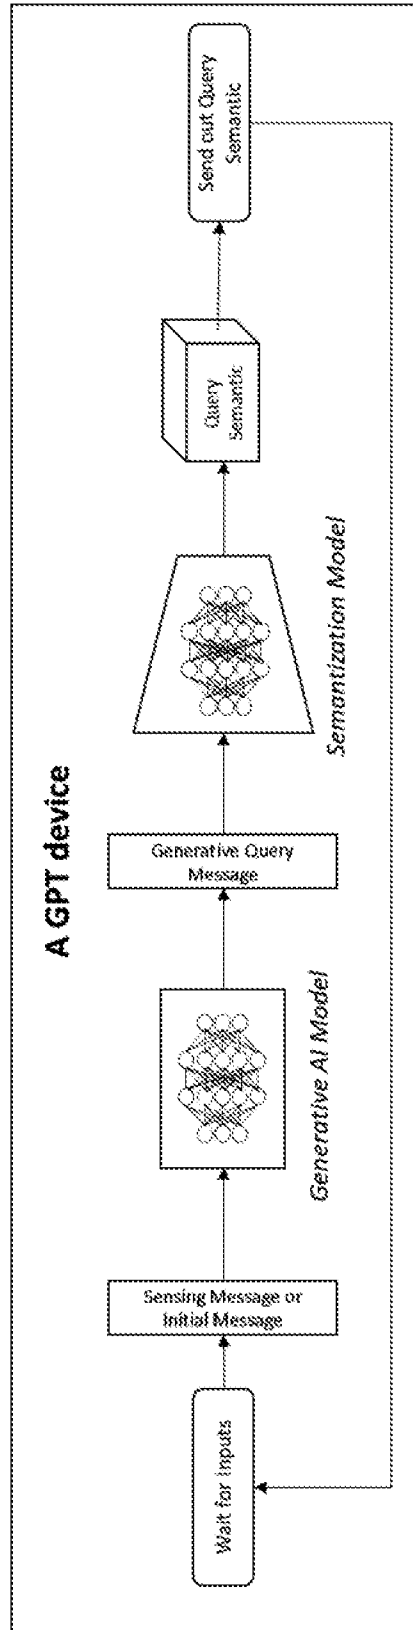 A GPT device
Wait for Inputs
Sensing Message or
Initial Message
Generative AI Model
Generative Query
Message
Semantization Model
Query
Semantic
Send out Query
Semantic